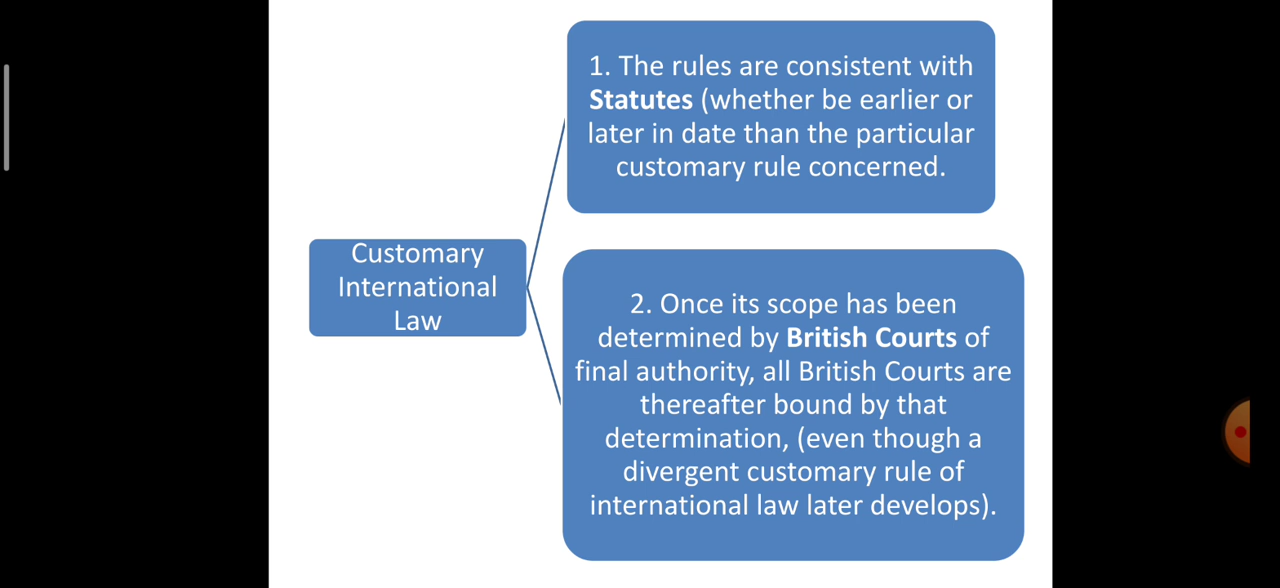 1. The rules are consistent with
Statutes (whether be earlier or
later in date than the particular
customary rule concerned.
Customary
International
Law
2. Once its scope has been
determined by British Courts of
final authority, all British Courts are
thereafter bound by that
determination, (even though a
divergent customary rule of
international law later develops).